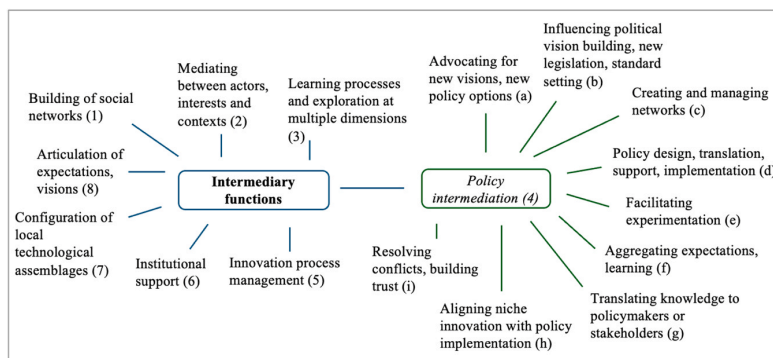 Building of social
networks (1)
Mediating
between actors,
interests and
contexts (2)
Learning processes
and exploration at
multiple dimensions
(3)
Articulation of
expectations,
visions (8)
Intermediary
functions
Configuration of
local
technological
assemblages (7)
Institutional
support (6)
Innovation process
management (5)
Advocating for
new visions, new
policy options (a)
Influencing political
vision building, new
legislation, standard
setting (b)
Creating and managing
networks (c)
Policy design, translation,
support, implementation (d)
Policy
intermediation (4)
Facilitating
experimentation (e)
Aggregating expectations,
learning (f)
Translating knowledge to
policymakers or
stakeholders (g)
Aligning niche
innovation with policy
implementation (h)
Resolving
conflicts, building
trust (i)